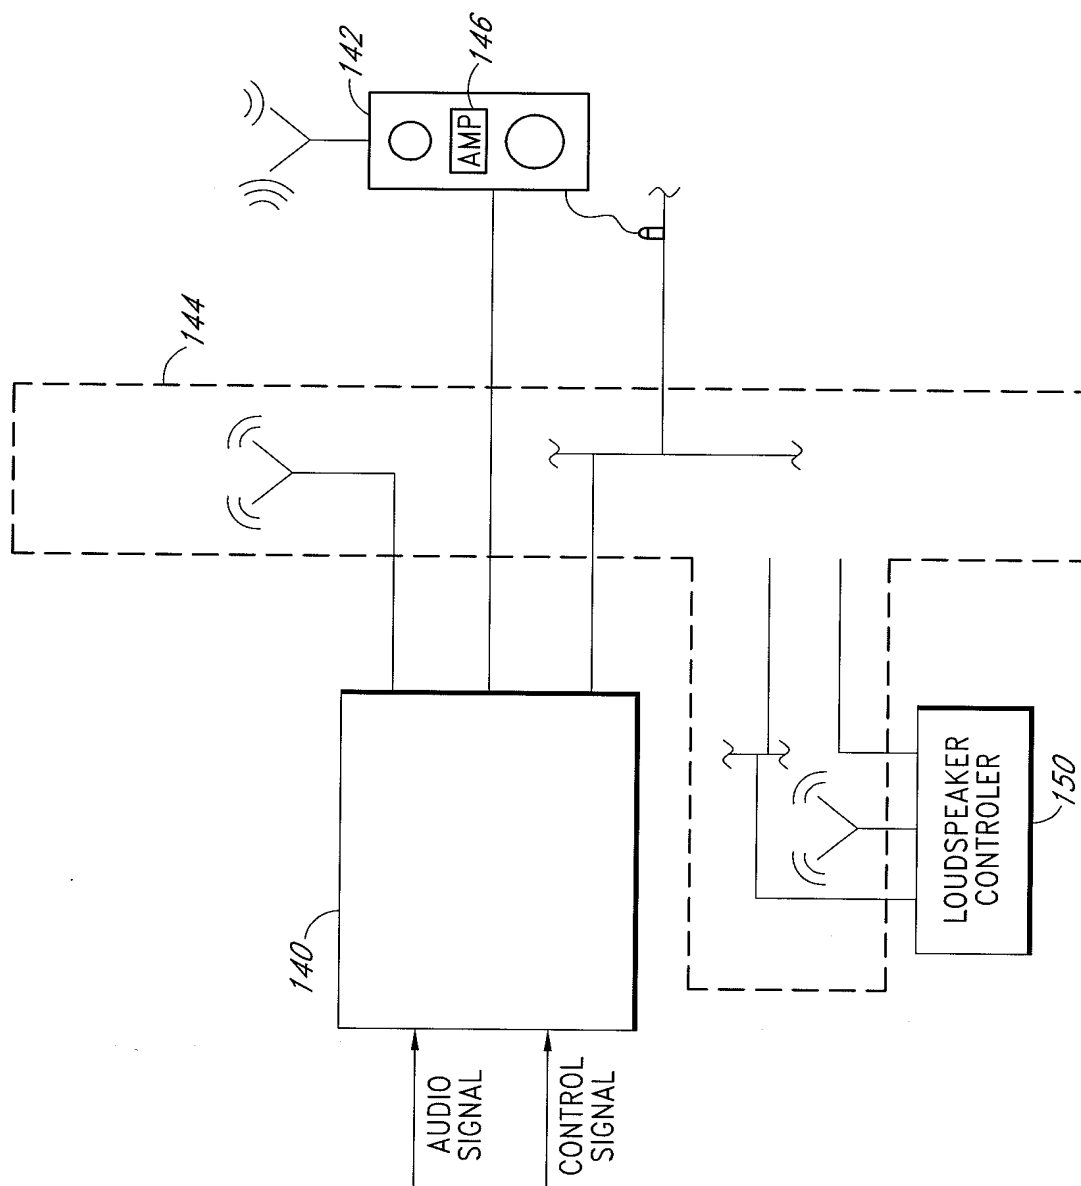 142
146
AMP
144
140
AUDIO
SIGNAL
CONTROL
SIGNAL
LOUDSPEAKER
CONTROLER
150